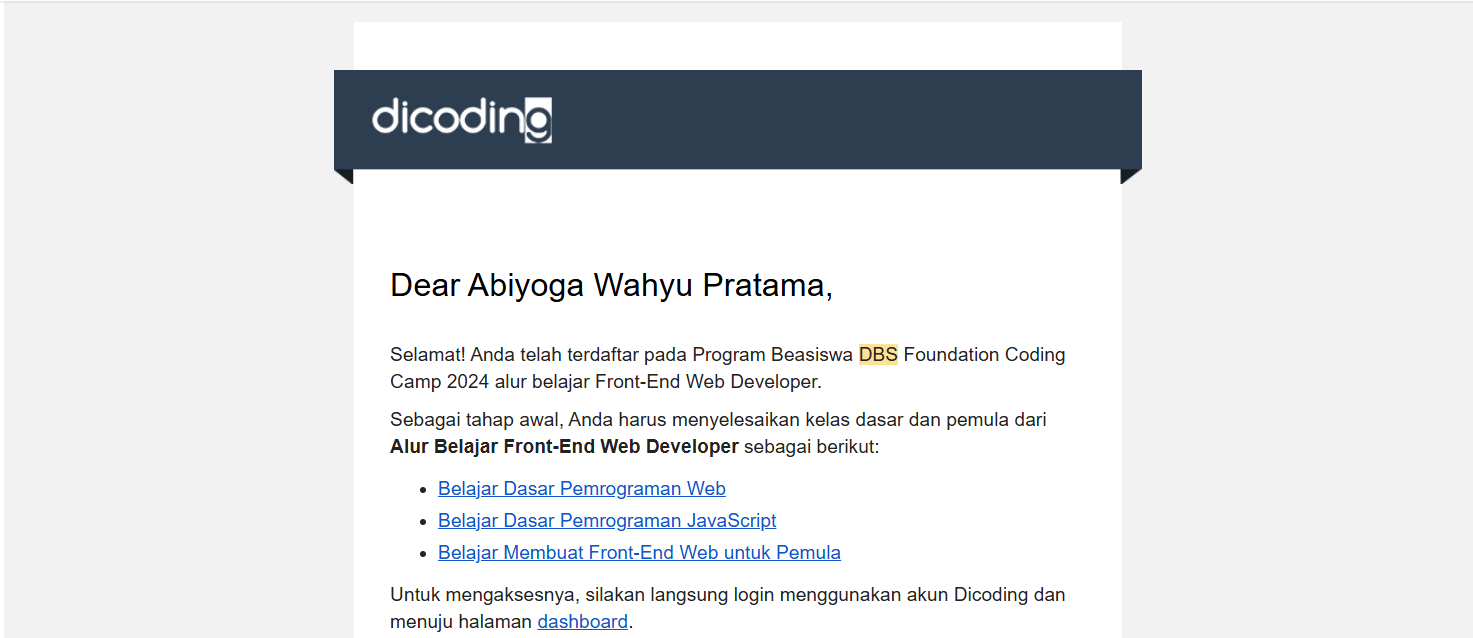 dicoding
Dear Abiyoga Wahyu Pratama,
Selamat! Anda telah terdaftar pada Program Beasiswa DBS Foundation Coding
Camp 2024 alur belajar Front-End Web Developer.
Sebagai tahap awal, Anda harus menyelesaikan kelas dasar dan pemula dari
Alur Belajar Front-End Web Developer sebagai berikut:
• Belajar Dasar Pemrograman Web
• Belajar Dasar Pemrograman JavaScript
• Belajar Membuat Front-End Web untuk Pemula
Untuk mengaksesnya, silakan langsung login menggunakan akun Dicoding dan
menuju halaman dashboard.